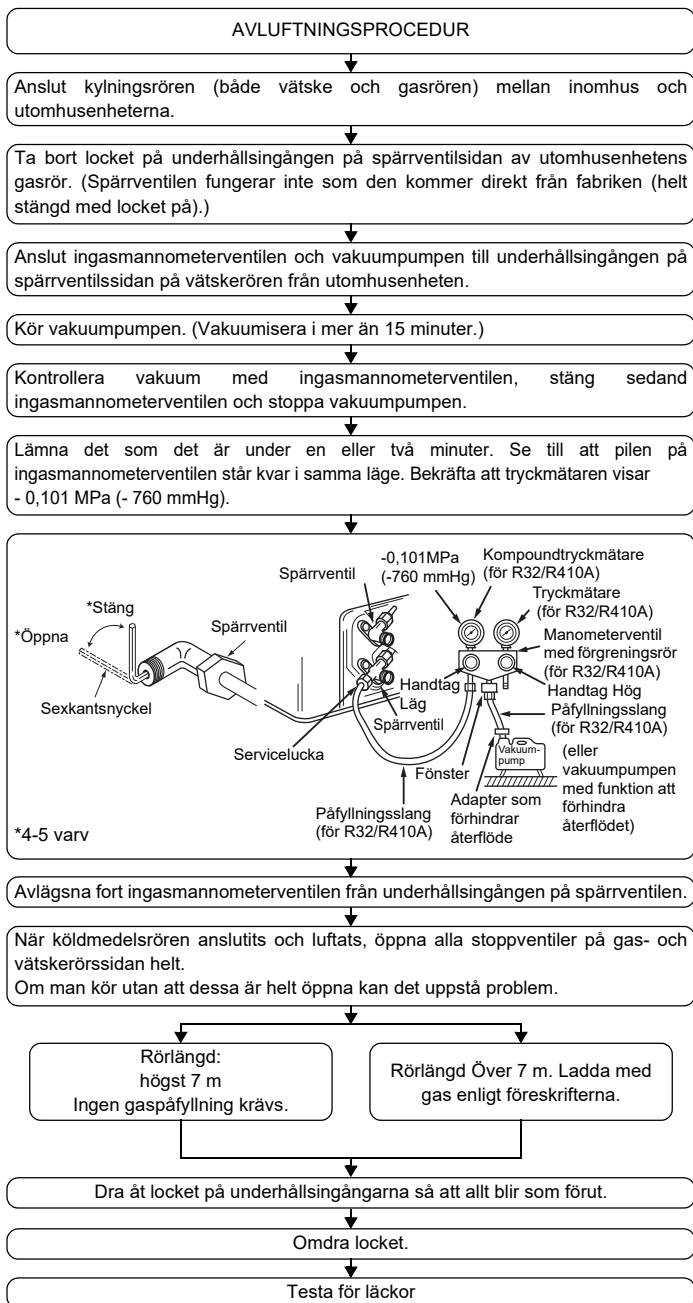 AVLUFTNINGSPROCEDUR
Anslut kylningsrören (både vätske och gasrören) mellan inomhus och
utomhusenheterna.
Ta bort locket på underhållsingången på spärrventilsidan av utomhusenhetens
gasrör. (Spärrventilen fungerar inte som den kommer direkt från fabriken (helt
stängd med locket på).)
Anslut ingasmannometerventilen och vakuumpumpen till underhållsingången på
spärrventilssidan på vätskerören från utomhusenheten.
Kör vakuumpumpen. (Vakuumisera i mer än 15 minuter.)
Kontrollera vakuum med ingasmannometerventilen, stäng sedand
ingasmannometerventilen och stoppa vakuumpumpen.
Lämna det som det är under en eller två minuter. Se till att pilen på
ingasmannometerventilen står kvar i samma läge. Bekräfta att tryckmätaren visar
- 0,101 MPa (- 760 mmHg).
*Stäng
*Öppna
Sexkantsnyckel
Spärrventil
Spärrventil
-0,101MPa
(-760 mmHg)
Kompoundtryckmätare
(för R32/R410A)
Tryckmätare
(för R32/R410A)
Manometerventil
med förgreningsrör
(för R32/R410A)
Handtag
Läg
Handtag Hög
Spärrventil
Påfyllningsslang
(för R32/R410A)
Servicelucka
Fönster
Vakuum-
pump
(eller
vakuumpumpen
med funktion att
förhindra
återflödet)
Adapter som
förhindrar
återflöde
Påfyllningsslang
(för R32/R410A)
*4-5 varv
Avlägsna fort ingasmannometerventilen från underhållsingången på spärrventilen.
När köldmedelsrören anslutits och luftats, öppna alla stoppventiler på gas- och
vätskerörssidan helt.
Om man kör utan att dessa är helt öppna kan det uppstå problem.
Rörlängd:
högst 7 m
Ingen gaspåfyllning krävs.
Rörlängd Över 7 m. Ladda med
gas enligt föreskrifterna.
Dra åt locket på underhållsingångarna så att allt blir som förut.
Omdra locket.
Testa för läckor